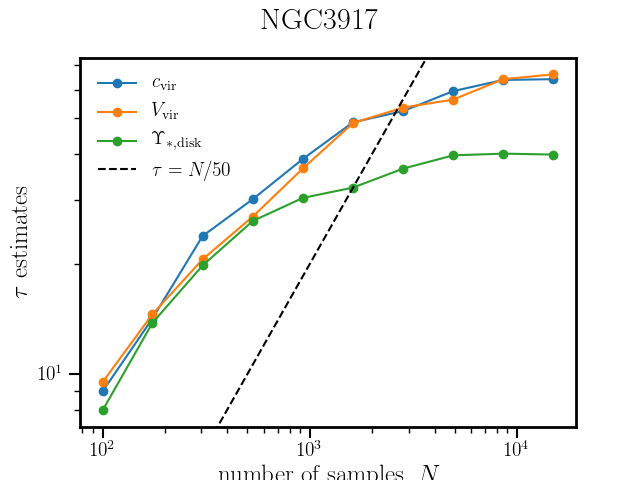 NGC3917
c_vir
V_vir
Υ_*,disk
τ = N/50
τ estimates
10^1
10^2
10^3
10^4
number of samples, N